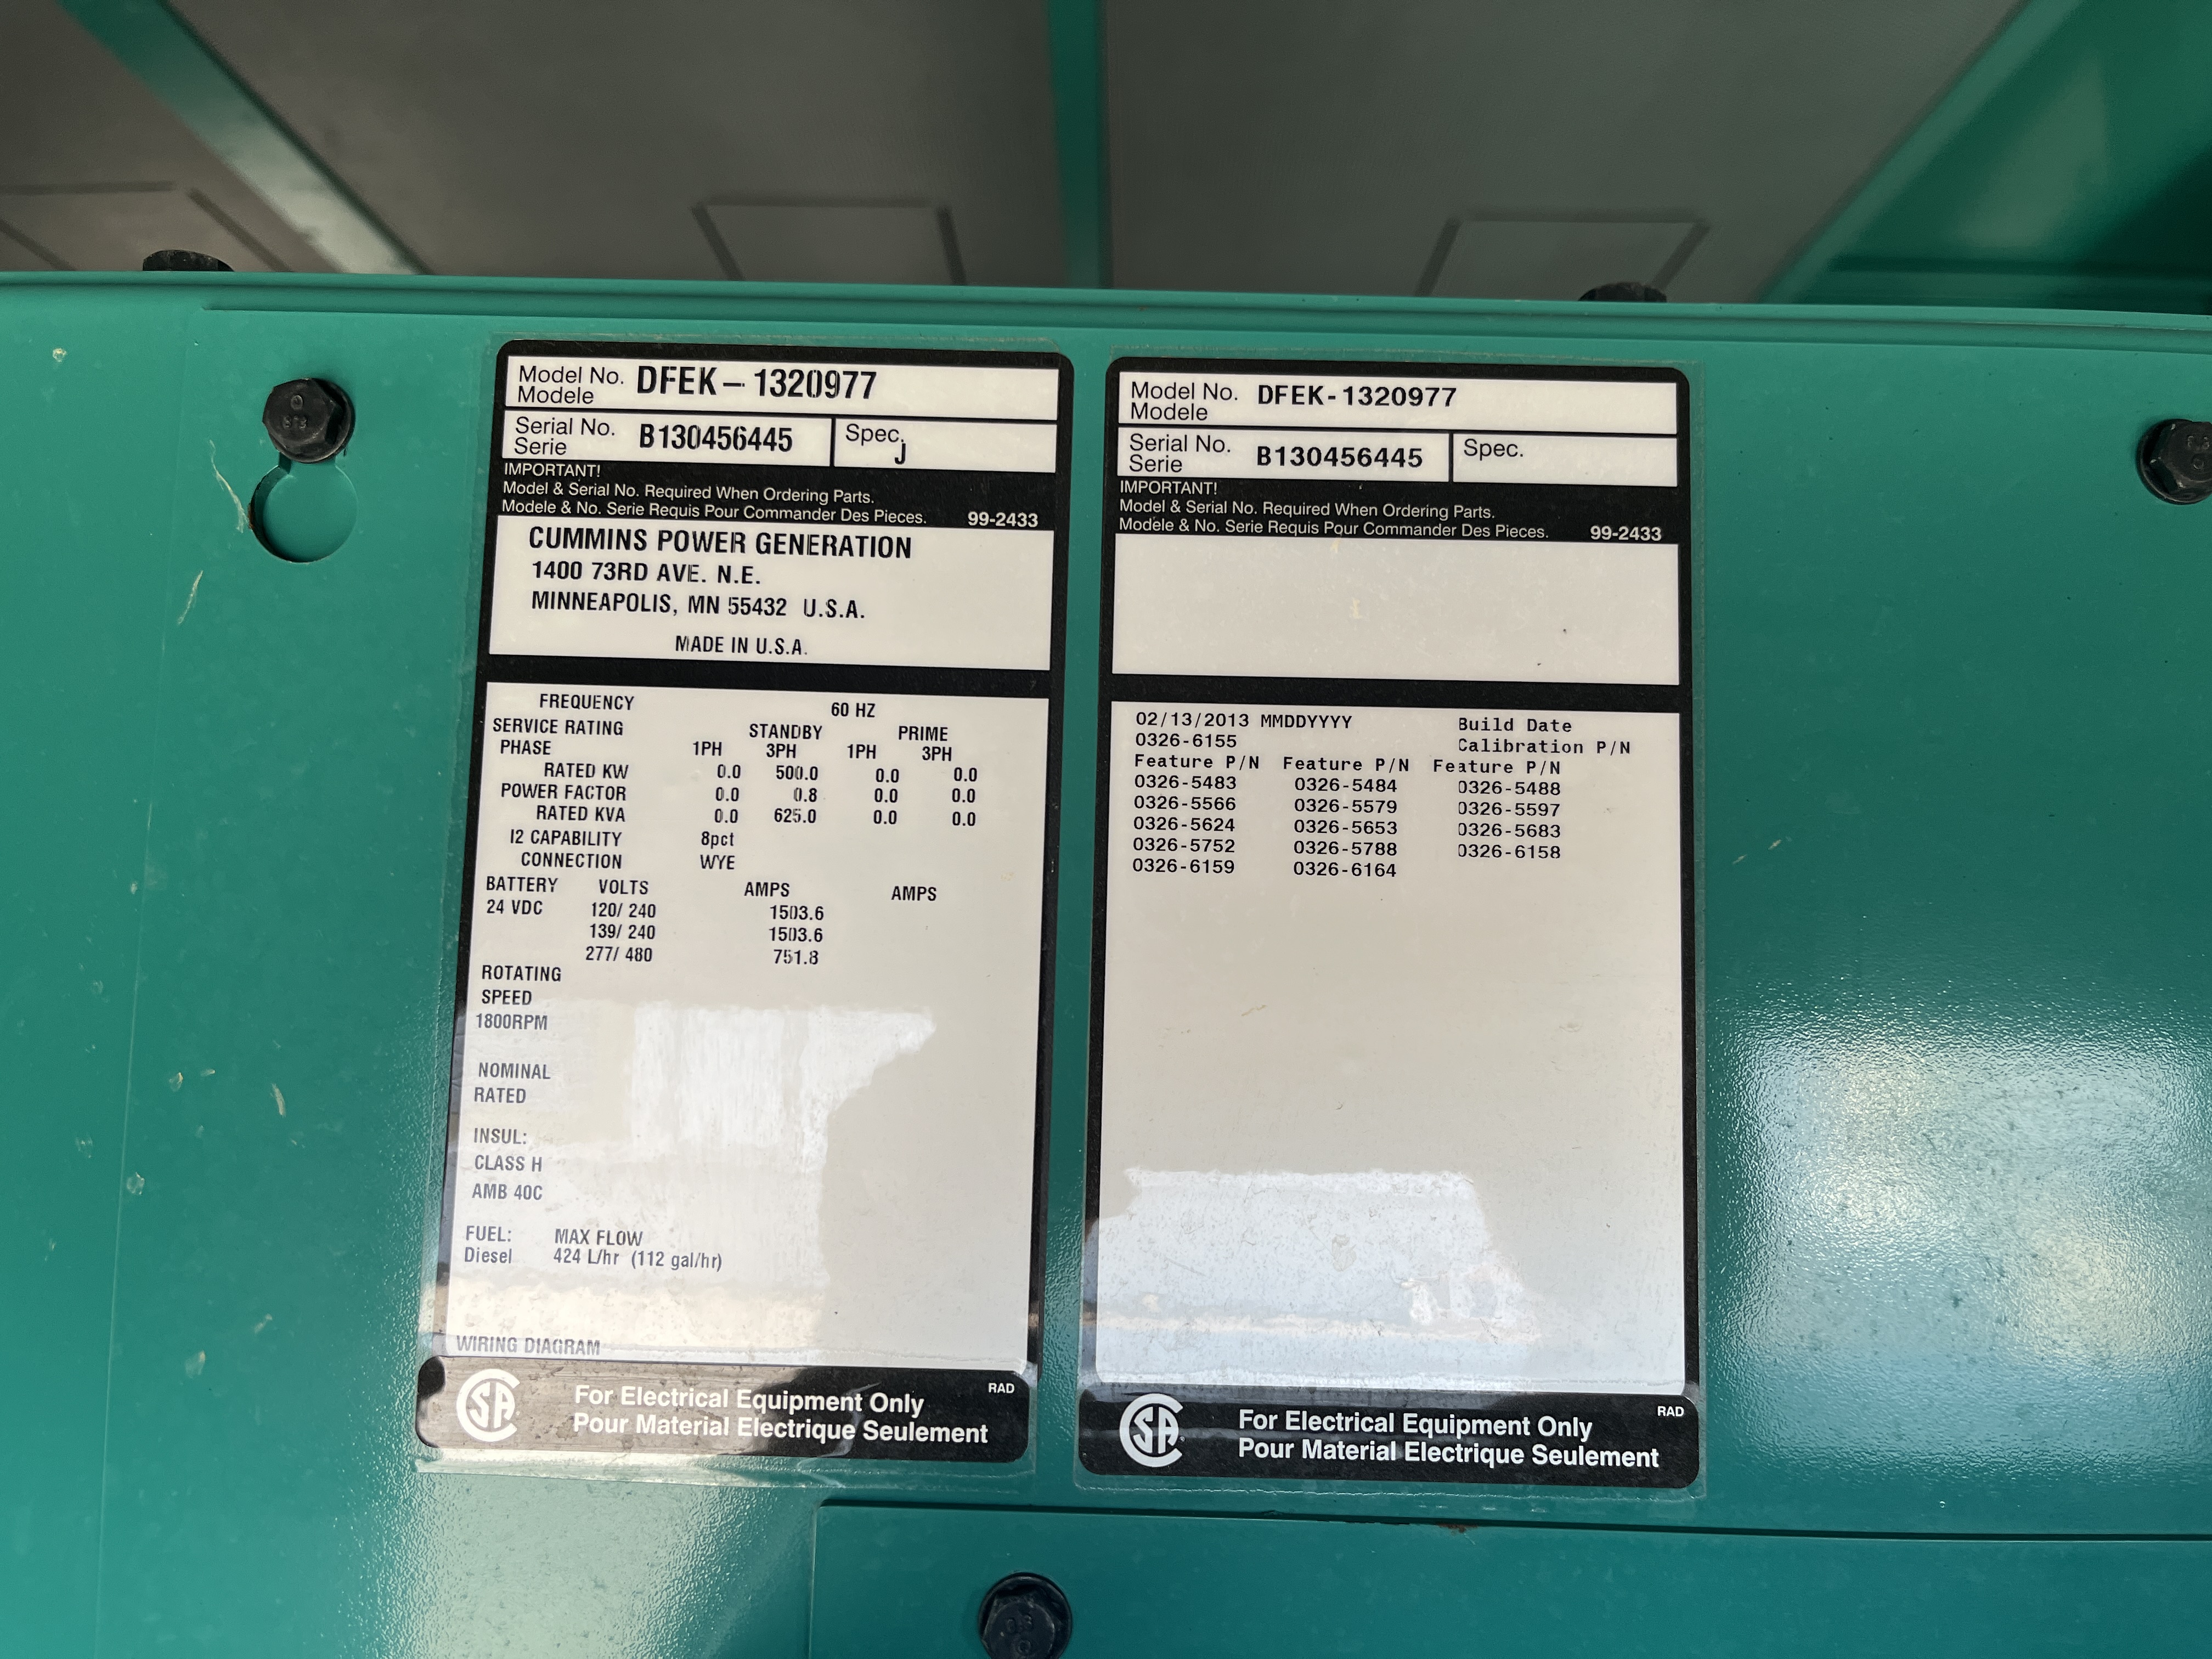 Model No. DFEK - 1320977
Modele
Serial No. B130456445 Spec. J
Serie
IMPORTANT!
Model & Serial No. Required When Ordering Parts.
Modele & No. Serie Requis Pour Commander Des Pieces. 99-2433
CUMMINS POWER GENERATION
1400 73RD AVE. N.E.
MINNEAPOLIS, MN 55432 U.S.A.
MADE IN U.S.A.
FREQUENCY 60 HZ
SERVICE RATING STANDBY PRIME
PHASE 1PH 3PH 1PH 3PH
RATED KW 0.0 500.0 0.0 0.0
POWER FACTOR 0.0 0.8 0.0 0.0
RATED KVA 0.0 625.0 0.0 0.0
I2 CAPABILITY 8pct
CONNECTION WYE
BATTERY VOLTS AMPS AMPS
24 VDC 120/ 240 1503.6
139/ 240 1503.6
277/ 480 751.8
ROTATING
SPEED
1800RPM
NOMINAL
RATED
INSUL:
CLASS H
AMB 40C
FUEL: MAX FLOW
Diesel 424 L/hr (112 gal/hr)
WIRING DIAGRAM
CSA For Electrical Equipment Only RAD
Pour Material Electrique Seulement
Model No. DFEK-1320977
Modele
Serial No. B130456445 Spec.
Serie
IMPORTANT!
Model & Serial No. Required When Ordering Parts.
Modele & No. Serie Requis Pour Commander Des Pieces. 99-2433
02/13/2013 MMDDYYYY Build Date
0326-6155 Calibration P/N
Feature P/N Feature P/N Feature P/N
0326-5483 0326-5484 0326-5488
0326-5566 0326-5579 0326-5597
0326-5624 0326-5653 0326-5683
0326-5752 0326-5788 0326-6158
0326-6159 0326-6164
CSA For Electrical Equipment Only RAD
Pour Material Electrique Seulement